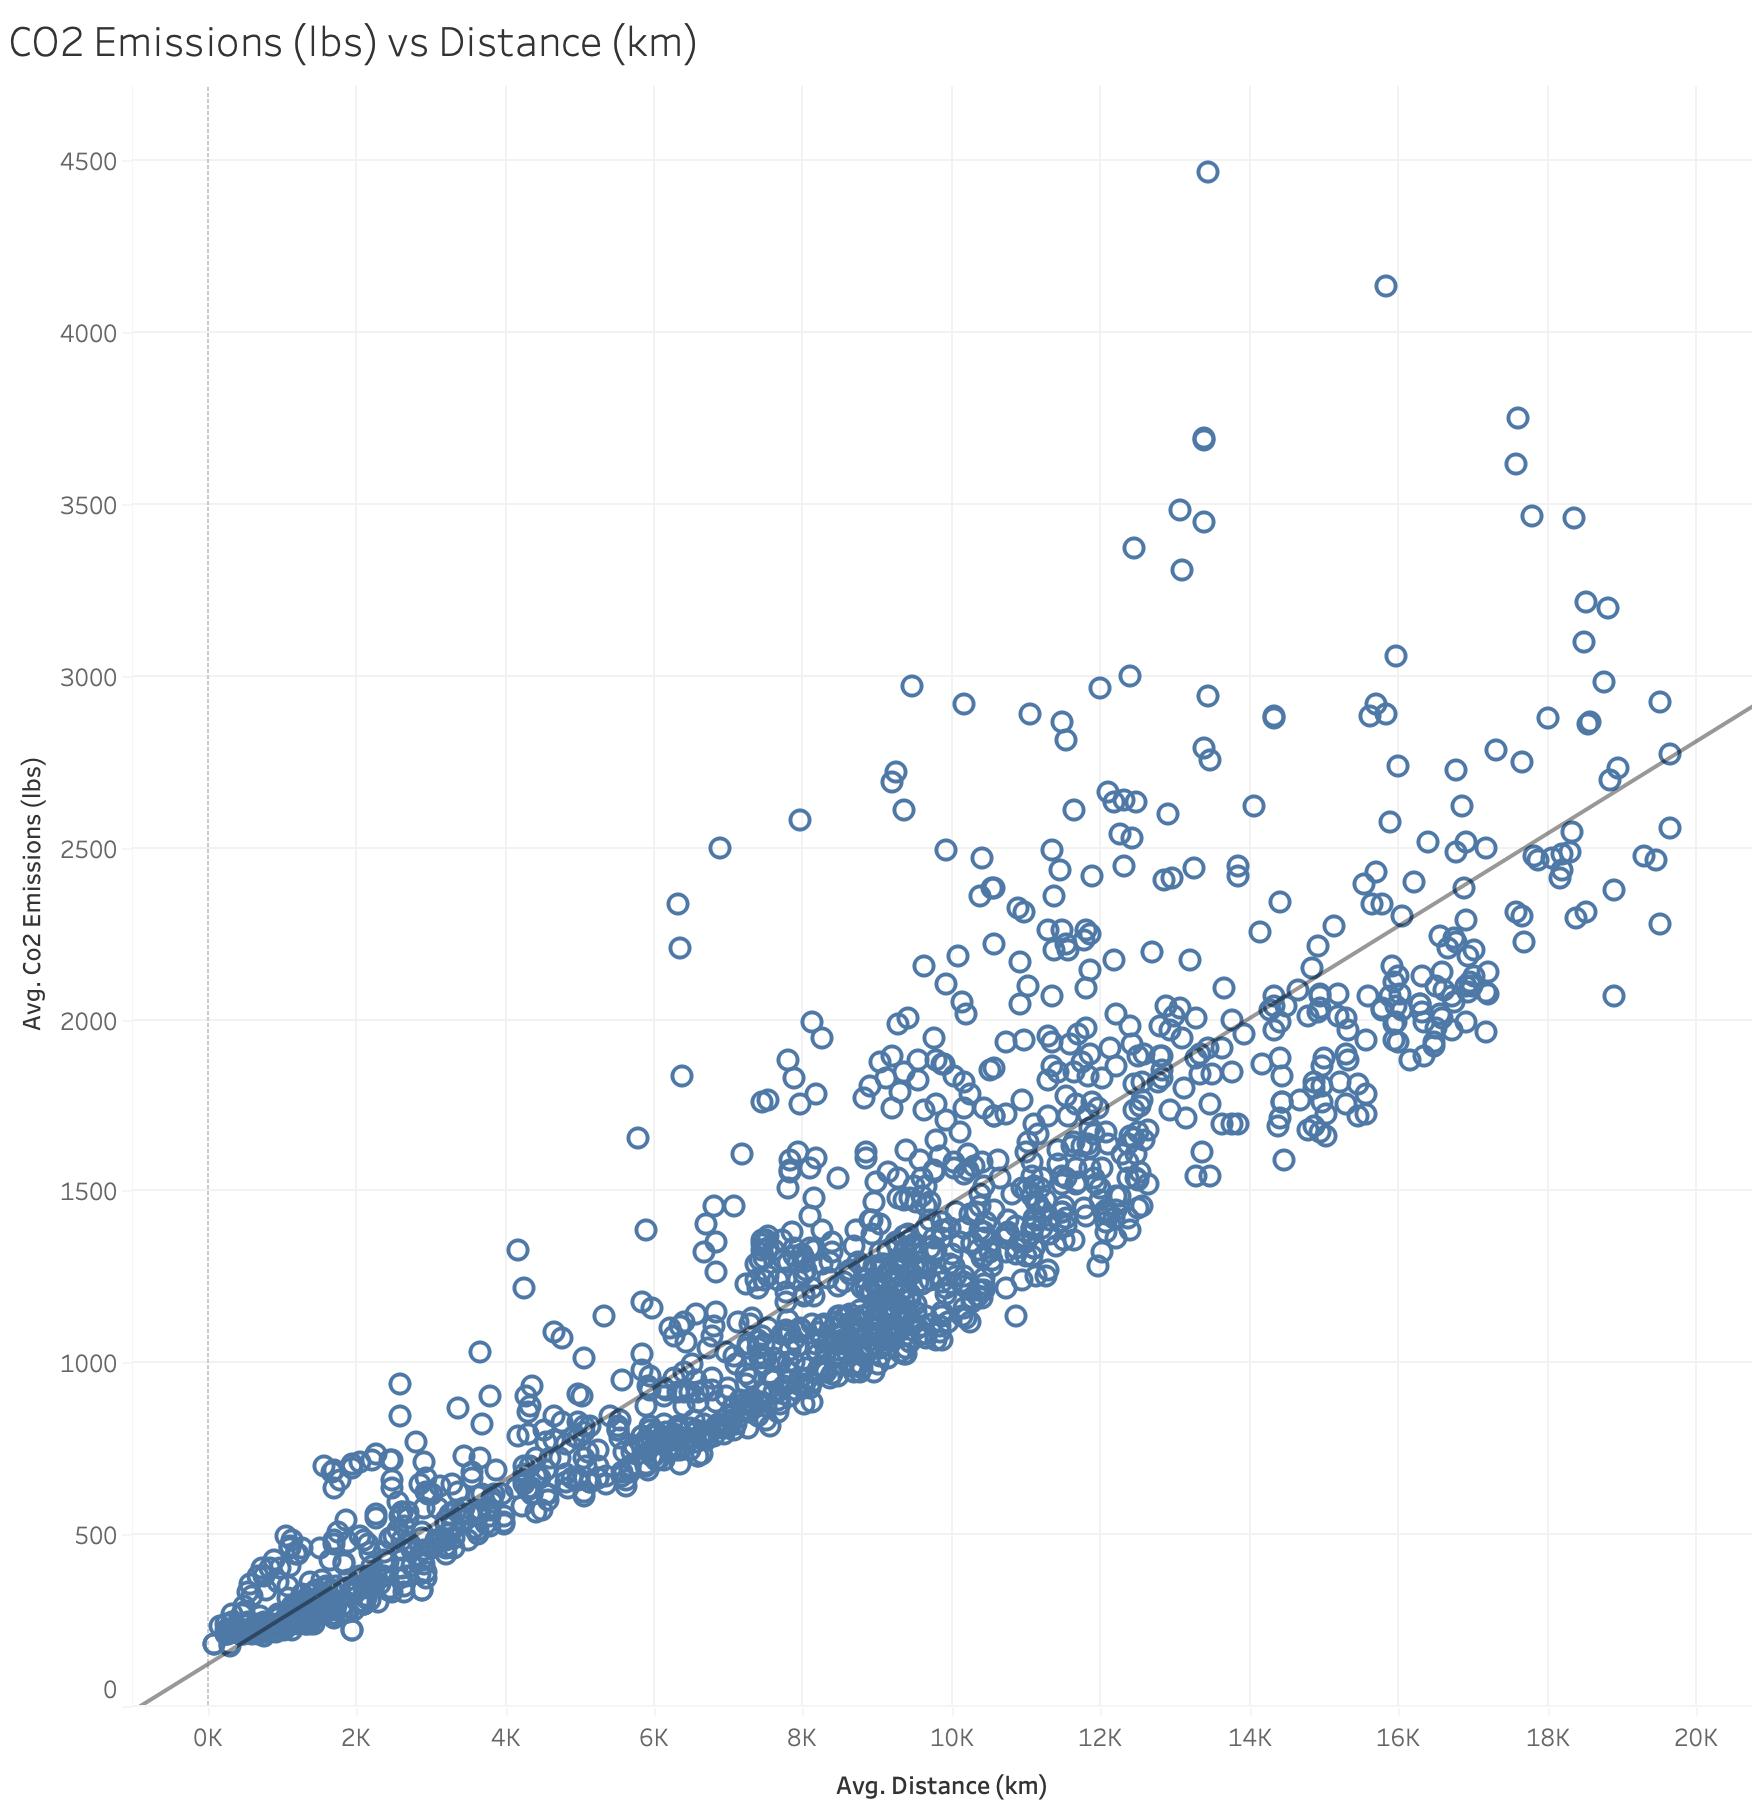 CO2 Emissions (lbs) vs Distance (km)
4500
4000
3500
3000
2500
2000
1500
1000
500
0
Avg. Co2 Emissions (lbs)
0K 2K 4K 6K 8K 10K 12K 14K 16K 18K 20K
Avg. Distance (km)